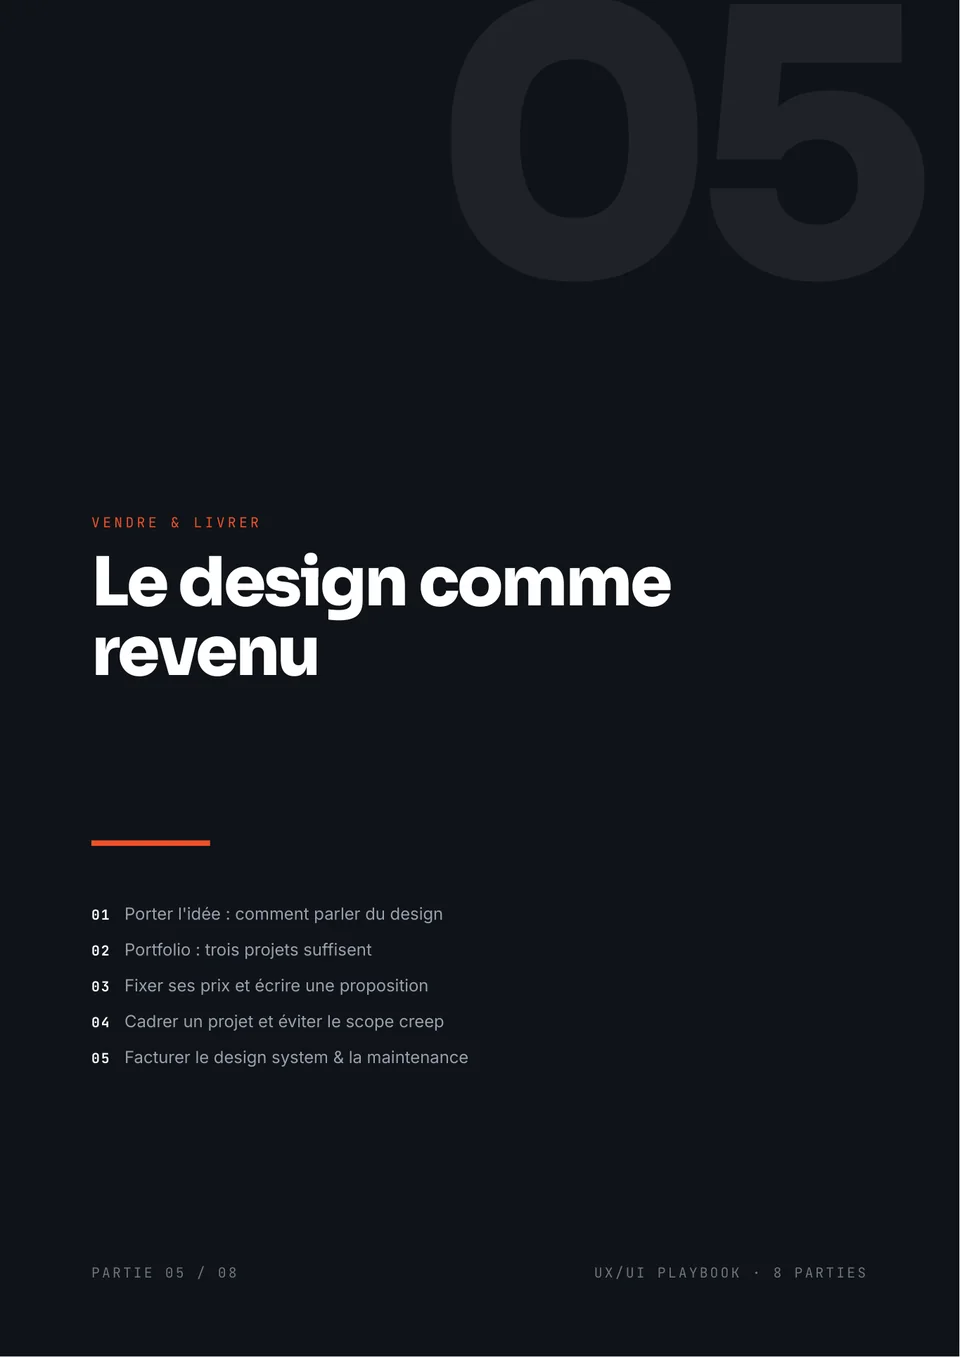 05
VENDRE & LIVRER
Le design comme
revenu
01 Porter l'idée : comment parler du design
02 Portfolio : trois projets suffisent
03 Fixer ses prix et écrire une proposition
04 Cadrer un projet et éviter le scope creep
05 Facturer le design system & la maintenance
PARTIE 05 / 08
UX/UI PLAYBOOK · 8 PARTIES